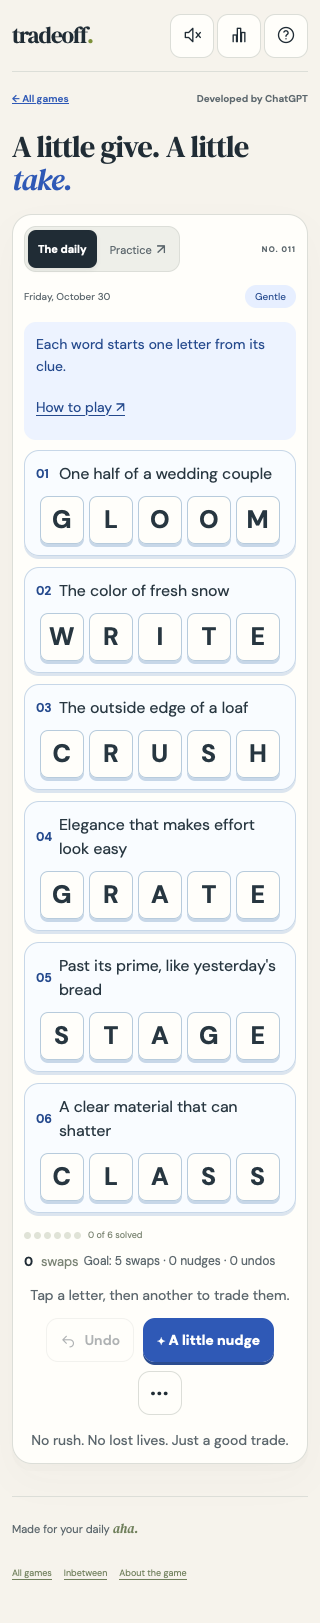 tradeoff.
← All games
Developed by ChatGPT
A little give. A little
take.
The daily
Practice ↗
NO. 011
Friday, October 30
Gentle
Each word starts one letter from its
clue.
How to play ↗
01 One half of a wedding couple
G L O O M
02 The color of fresh snow
W R I T E
03 The outside edge of a loaf
C R U S H
04 Elegance that makes effort
look easy
G R A T E
05 Past its prime, like yesterday's
bread
S T A G E
06 A clear material that can
shatter
C L A S S
0 of 6 solved
0 swaps Goal: 5 swaps · 0 nudges · 0 undos
Tap a letter, then another to trade them.
Undo
✦ A little nudge
•••
No rush. No lost lives. Just a good trade.
Made for your daily aha.
All games Inbetween About the game